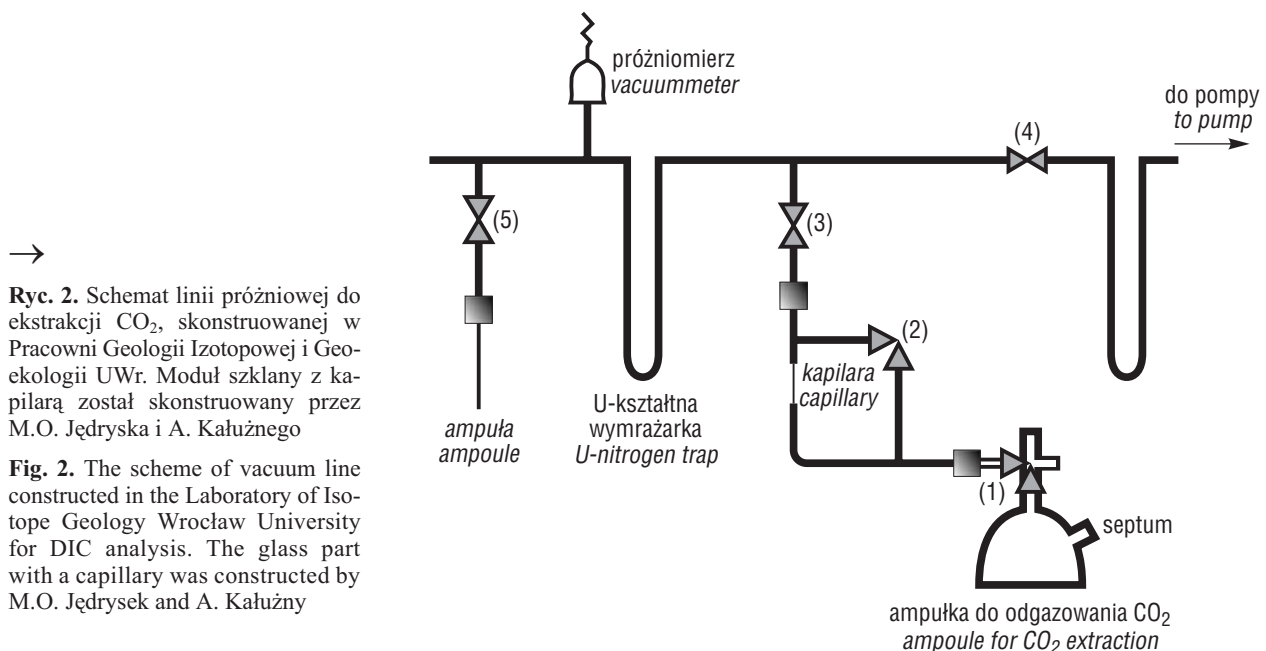 →
Ryc. 2. Schemat linii próżniowej do
ekstrakcji CO₂, skonstruowanej w
Pracowni Geologii Izotopowej i Geo-
ekologii UWr. Moduł szklany z ka-
pilarą został skonstruowany przez
M.O. Jędryska i A. Kałużnego
Fig. 2. The scheme of vacuum line
constructed in the Laboratory of Iso-
tope Geology Wrocław University
for DIC analysis. The glass part
with a capillary was constructed by
M.O. Jędrysek and A. Kałużny
próżniomierz
vacuummeter
do pompy
to pump
(4)
(5)
(3)
(2)
kapilara
capillary
ampuła
ampoule
U-kształtna
wymrażarka
U-nitrogen trap
(1)
septum
ampułka do odgazowania CO₂
ampoule for CO₂ extraction